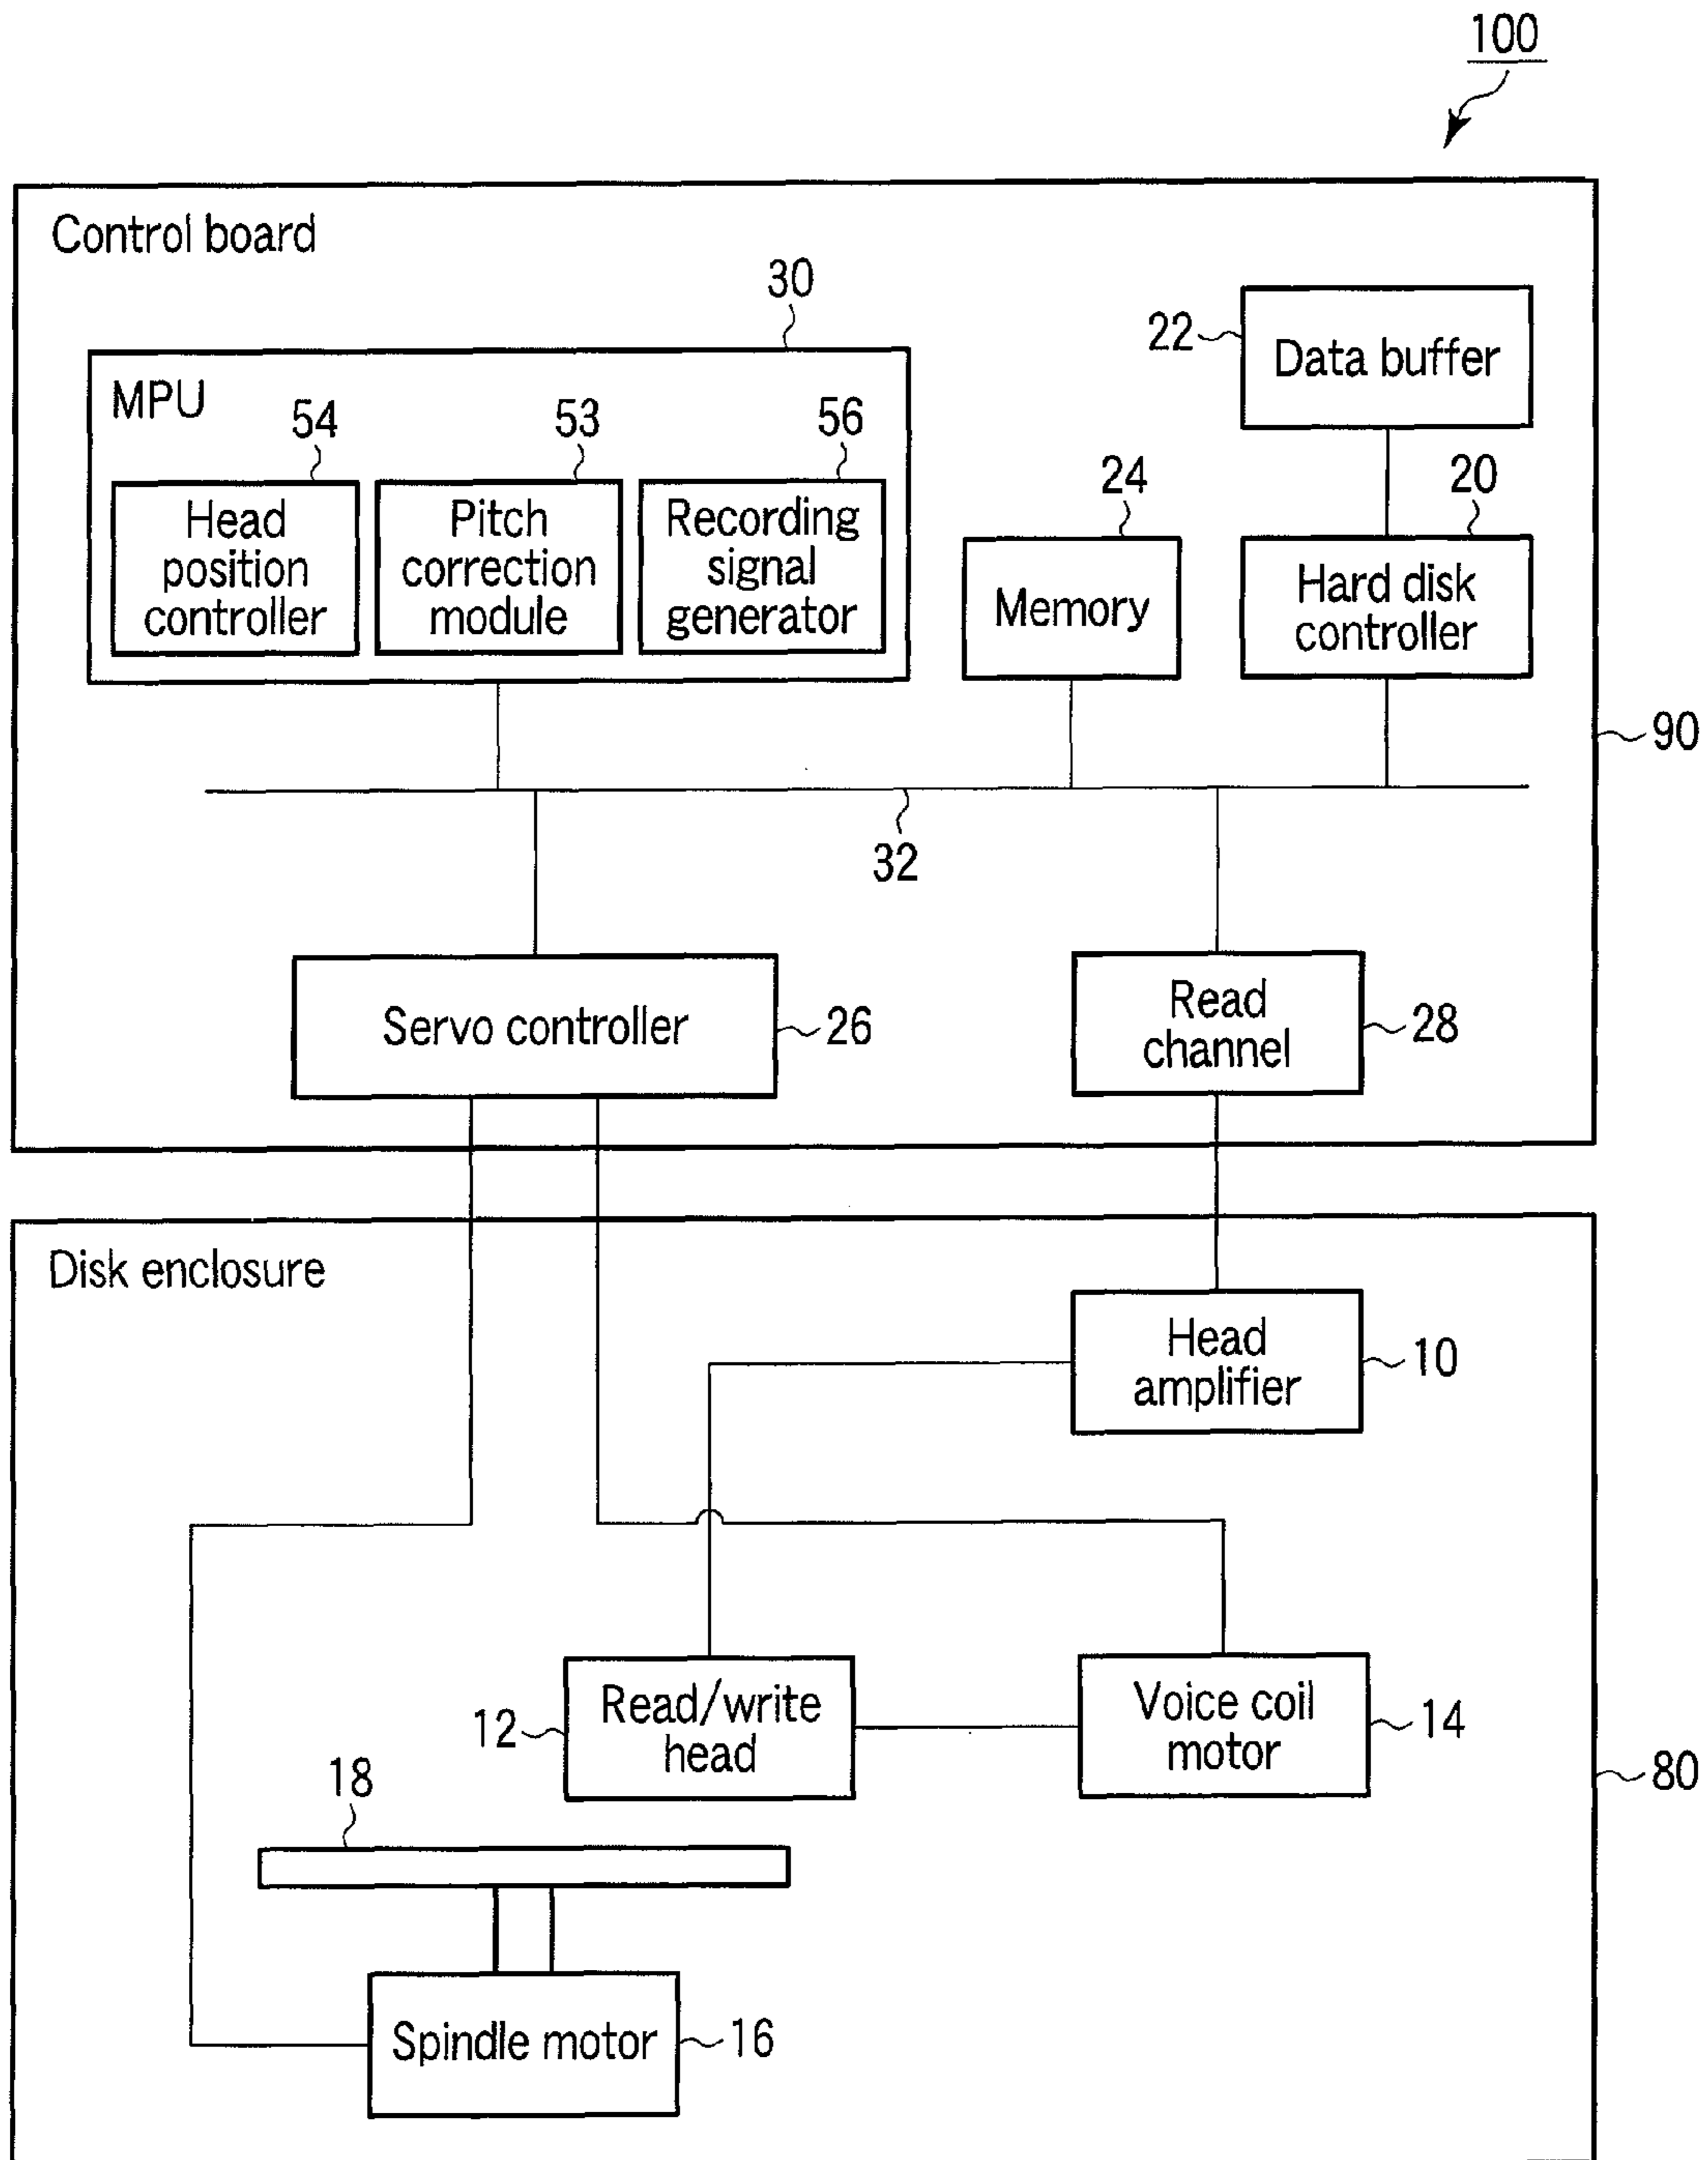 100
Control board
30
22
Data buffer
MPU
54
53
56
24
20
Head
position
controller
Pitch
correction
module
Recording
signal
generator
Memory
Hard disk
controller
90
32
Servo controller
26
Read
channel
28
Disk enclosure
Head
amplifier
10
12
Read/write
head
Voice coil
motor
14
80
18
Spindle motor
16